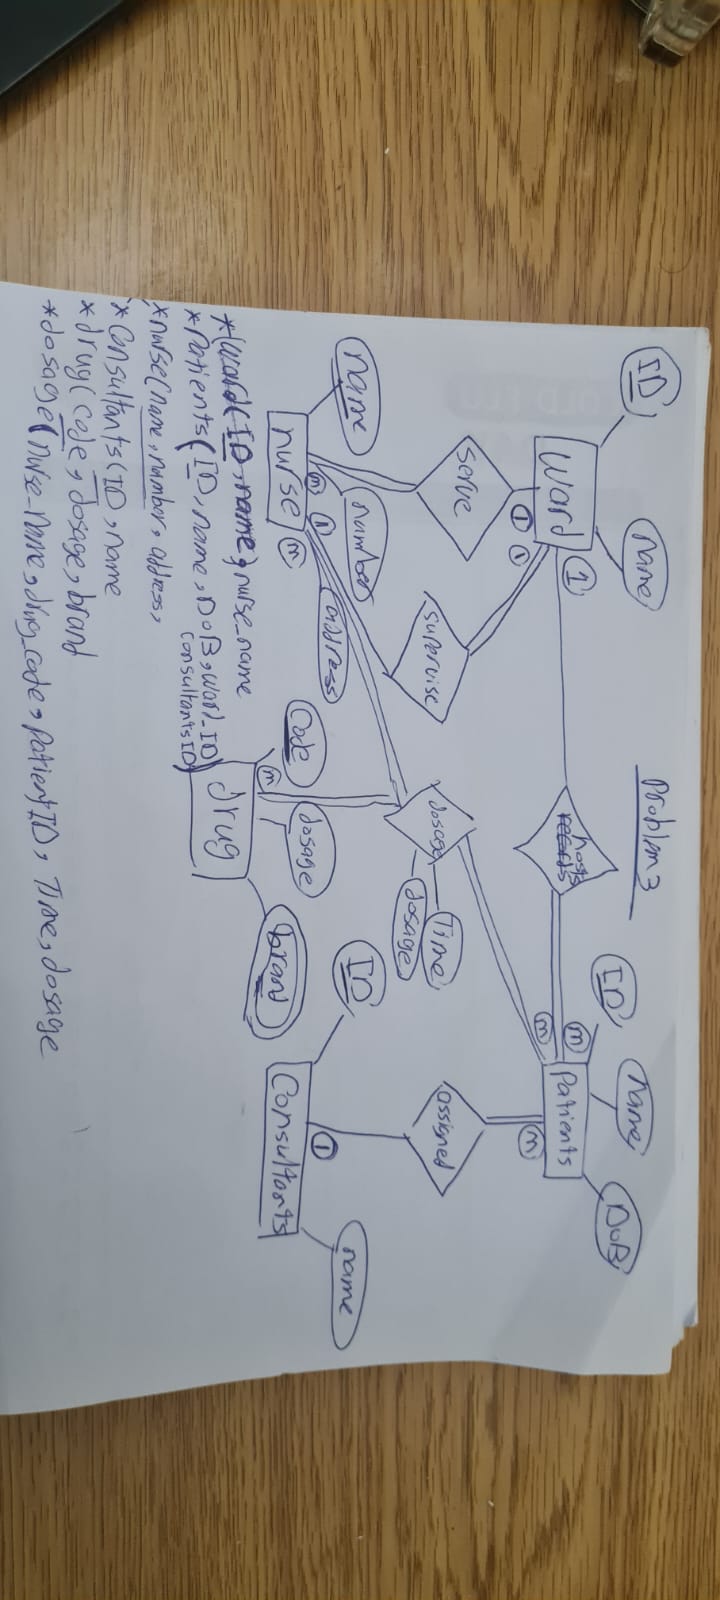 Problem 3
ID
name
ward
1
hosts
records
ID
name
DoB
m
Patients
m
m
1
1
serve
supervise
dosage
Time
dosage
assigned
name
number
address
m
1
nurse
m
Code
dosage
brand
m
drug
ID
name
1
Consultants
*ward(ID, name, nurse_name
*Patients(ID, name, DoB, ward_ID
ConsultantsID)
*nurse(name, number, address,
*Consultants(ID, name
*drug(code, dosage, brand
*dosage(nurse_name, drug_code, PatientID, Time, dosage